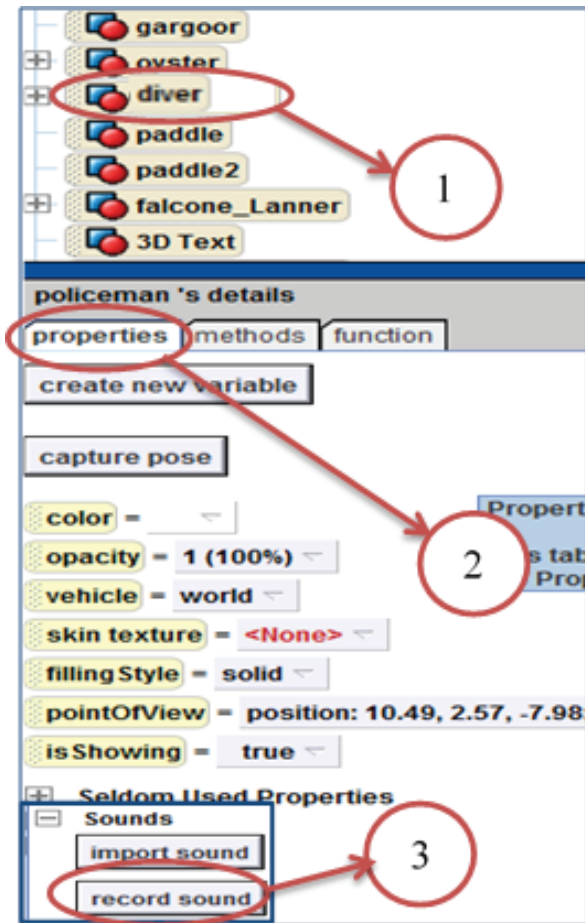 gargoor
oyster
diver
paddle
paddle2
falcone_Lanner
3D Text
1
policeman 's details
properties methods function
create new variable
capture pose
color =
opacity = 1 (100%)
vehicle = world
skin texture = <None>
fillingStyle = solid
pointOfView = position: 10.49, 2.57, -7.98
isShowing = true
2
s tab
Seldom Used Properties
Sounds
import sound
record sound
3